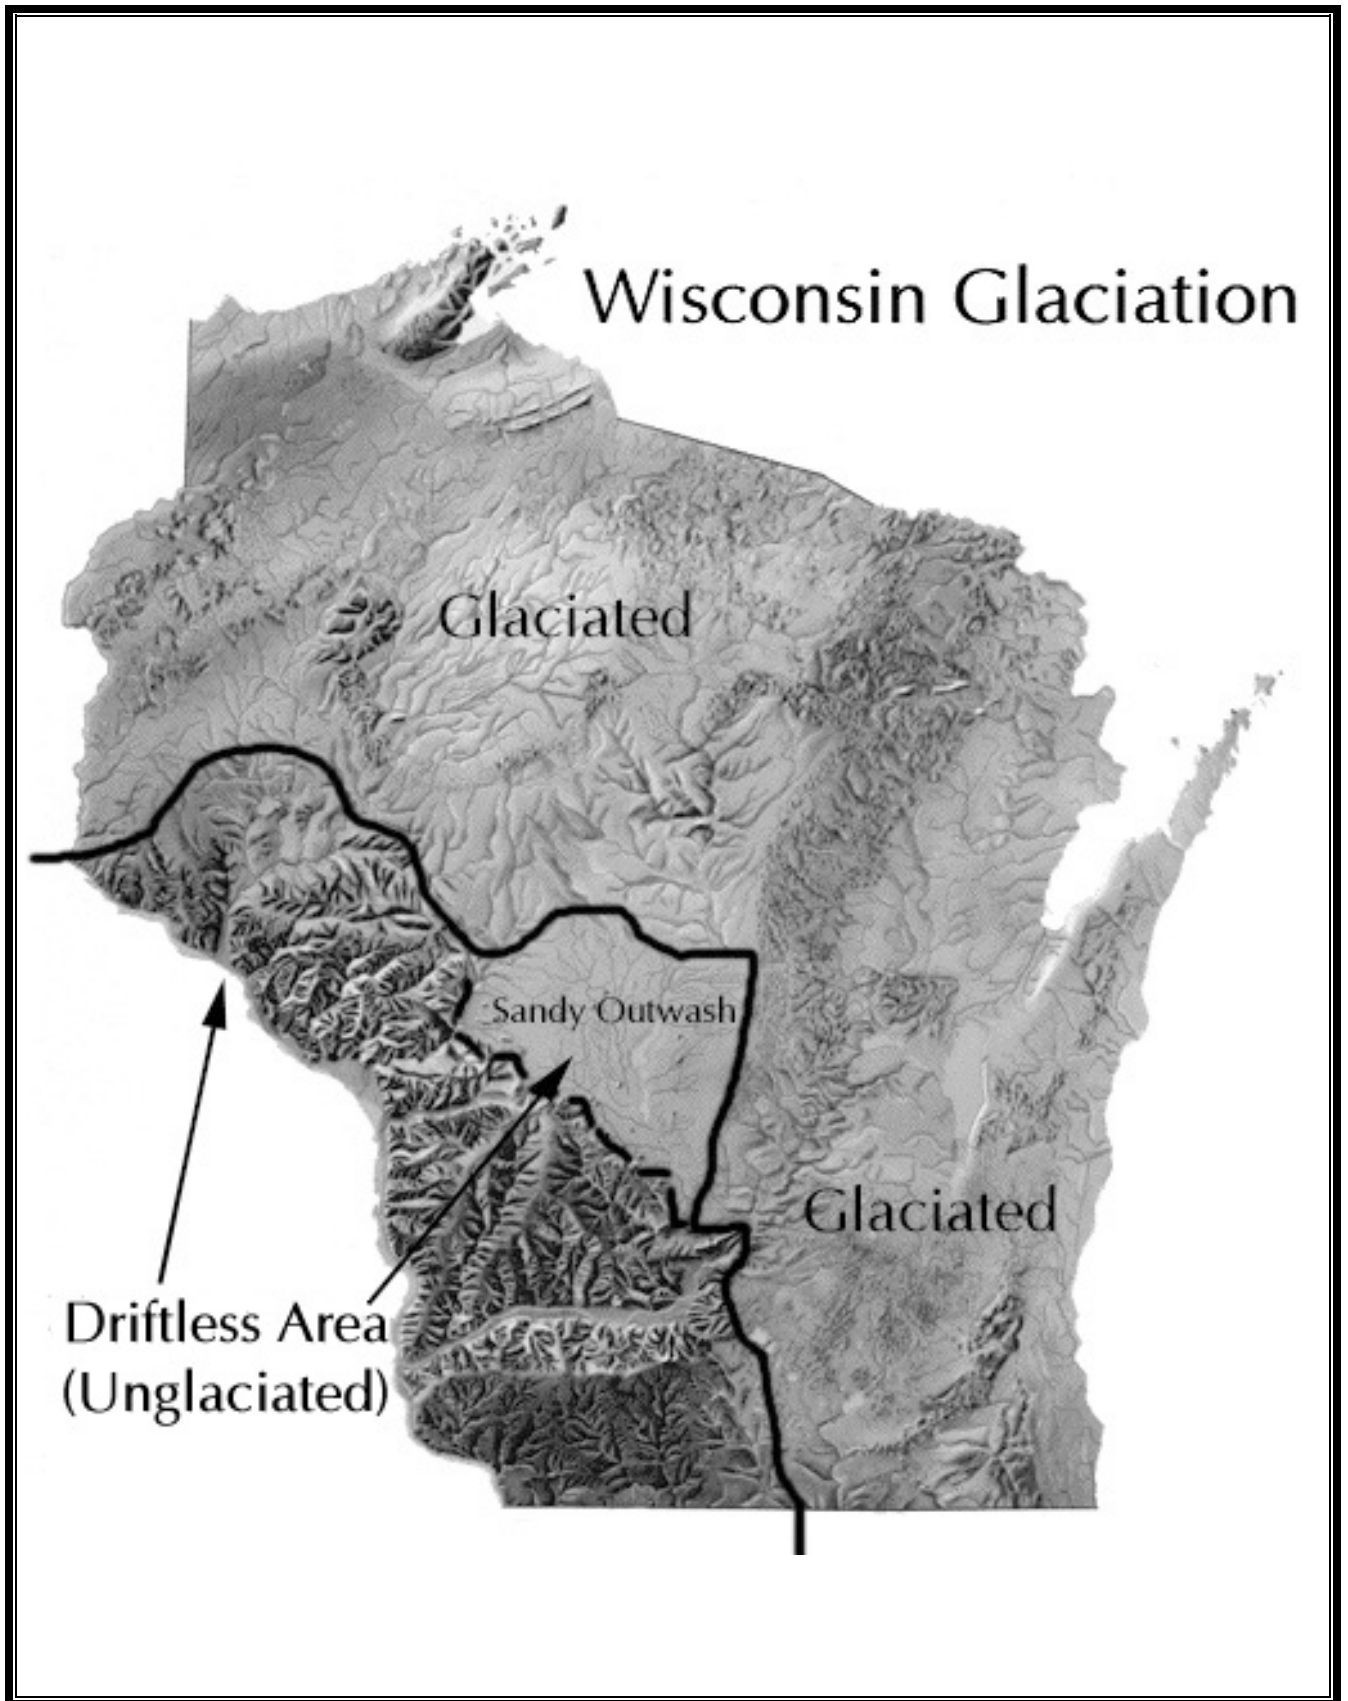 Wisconsin Glaciation
Glaciated
Sandy Outwash
Glaciated
Driftless Area
(Unglaciated)